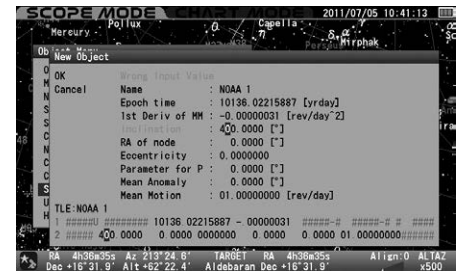 SCOPE MODE CHART MODE 2011/07/05 10:41:13
Mercury Pollux α Capella γ
θ η δ α Mirphak
New Object
OK Wrong Input Value
Cancel Name : NOAA 1
Epoch time : 10136.02215887 [yrday]
1st Deriv of MM : -0.00000031 [rev/day^2]
Inclination : 400.0000 [°]
RA of node : 0.0000 [°]
Eccentricity : 0.0000000
Parameter for P : 0.0000 [°]
Mean Anomaly : 0.0000 [°]
Mean Motion : 01.00000000 [rev/day]
TLE:NOAA 1
1 #####U ######## 10136.02215887 -.00000031 #####-# #####-# # #####
2 ##### 400.0000 0.0000 0000000 0.0000 0.0000 01.00000000######
RA 4h36m35s Az 213°24.6' TARGET RA 4h36m35s Align:0 ALTAZ
Dec +16°31.9' Alt +62°22.4' Aldebaran Dec +16°31.9' x500